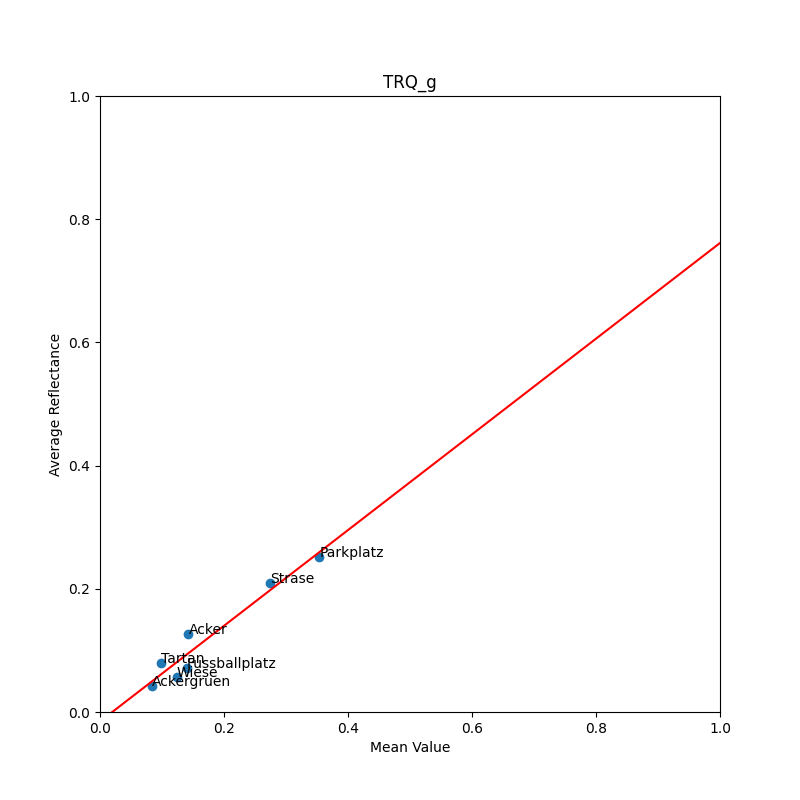 TRQ_g
1.0
0.8
0.6
0.4
0.2
0.0
Average Reflectance
Parkplatz
Strase
Acker
Tartan
Fussballplatz
Wiese
Ackergruen
0.0 0.2 0.4 0.6 0.8 1.0
Mean Value